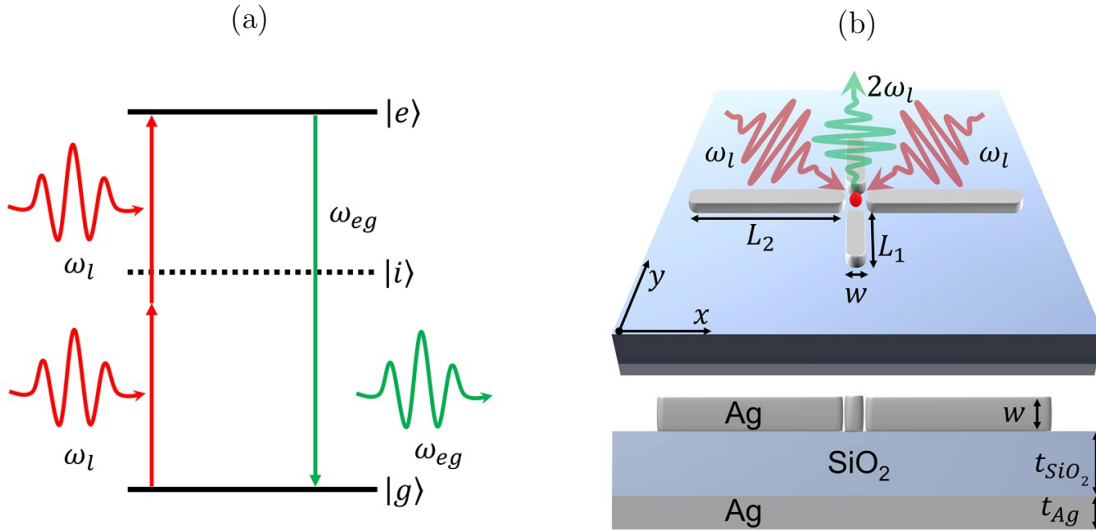 (a)
|e⟩
ω_l
ω_eg
|i⟩
ω_l
ω_eg
|g⟩
(b)
2ω_l
ω_l
ω_l
L_2
L_1
w
y
x
Ag
w
SiO_2
t_SiO_2
Ag
t_Ag